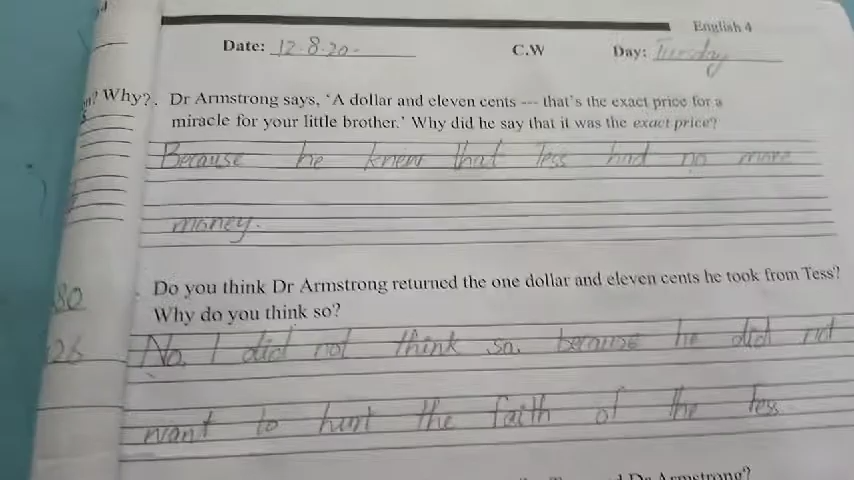 English 4
Date: 12.8.20 C.W Day: Tuesday
Why?. Dr Armstrong says, 'A dollar and eleven cents --- that's the exact price for a
miracle for your little brother.' Why did he say that it was the exact price?
Because he knew that Tess had no more
money.
80
Do you think Dr Armstrong returned the one dollar and eleven cents he took from Tess?
Why do you think so?
26
No, I did not think so, because he did not
want to hurt the faith of the Tess
Dr Armstrong?